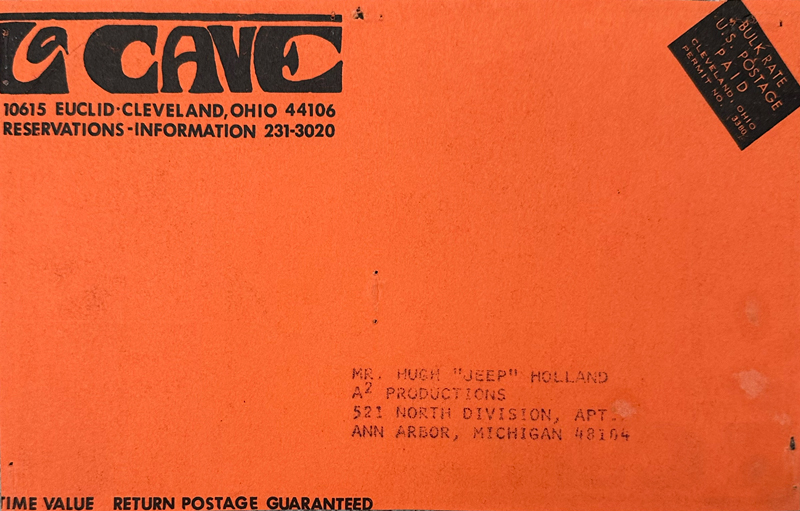 La CAVE
10615 EUCLID·CLEVELAND, OHIO 44106
RESERVATIONS-INFORMATION 231-3020
BULK RATE
U.S. POSTAGE
PAID
CLEVELAND, OHIO
PERMIT NO. 3380
MR. HUGH "JEEP" HOLLAND
A² PRODUCTIONS
521 NORTH DIVISION, APT.
ANN ARBOR, MICHIGAN 48104
TIME VALUE RETURN POSTAGE GUARANTEED